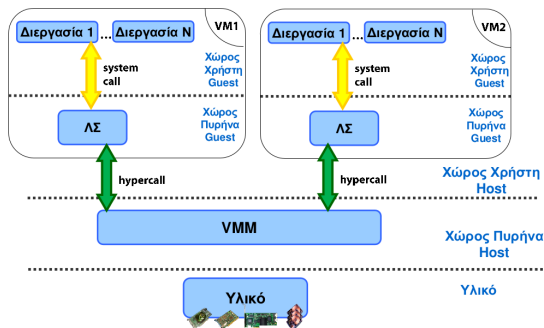 Διεργασία 1 ... Διεργασία Ν
VM1
system
call
Χώρος
Χρήστη
Guest
ΛΣ
Χώρος
Πυρήνα
Guest
hypercall
Διεργασία 1 ... Διεργασία Ν
VM2
system
call
Χώρος
Χρήστη
Guest
ΛΣ
Χώρος
Πυρήνα
Guest
hypercall
Χώρος Χρήστη
Host
VMM
Χώρος Πυρήνα
Host
Υλικό
Υλικό